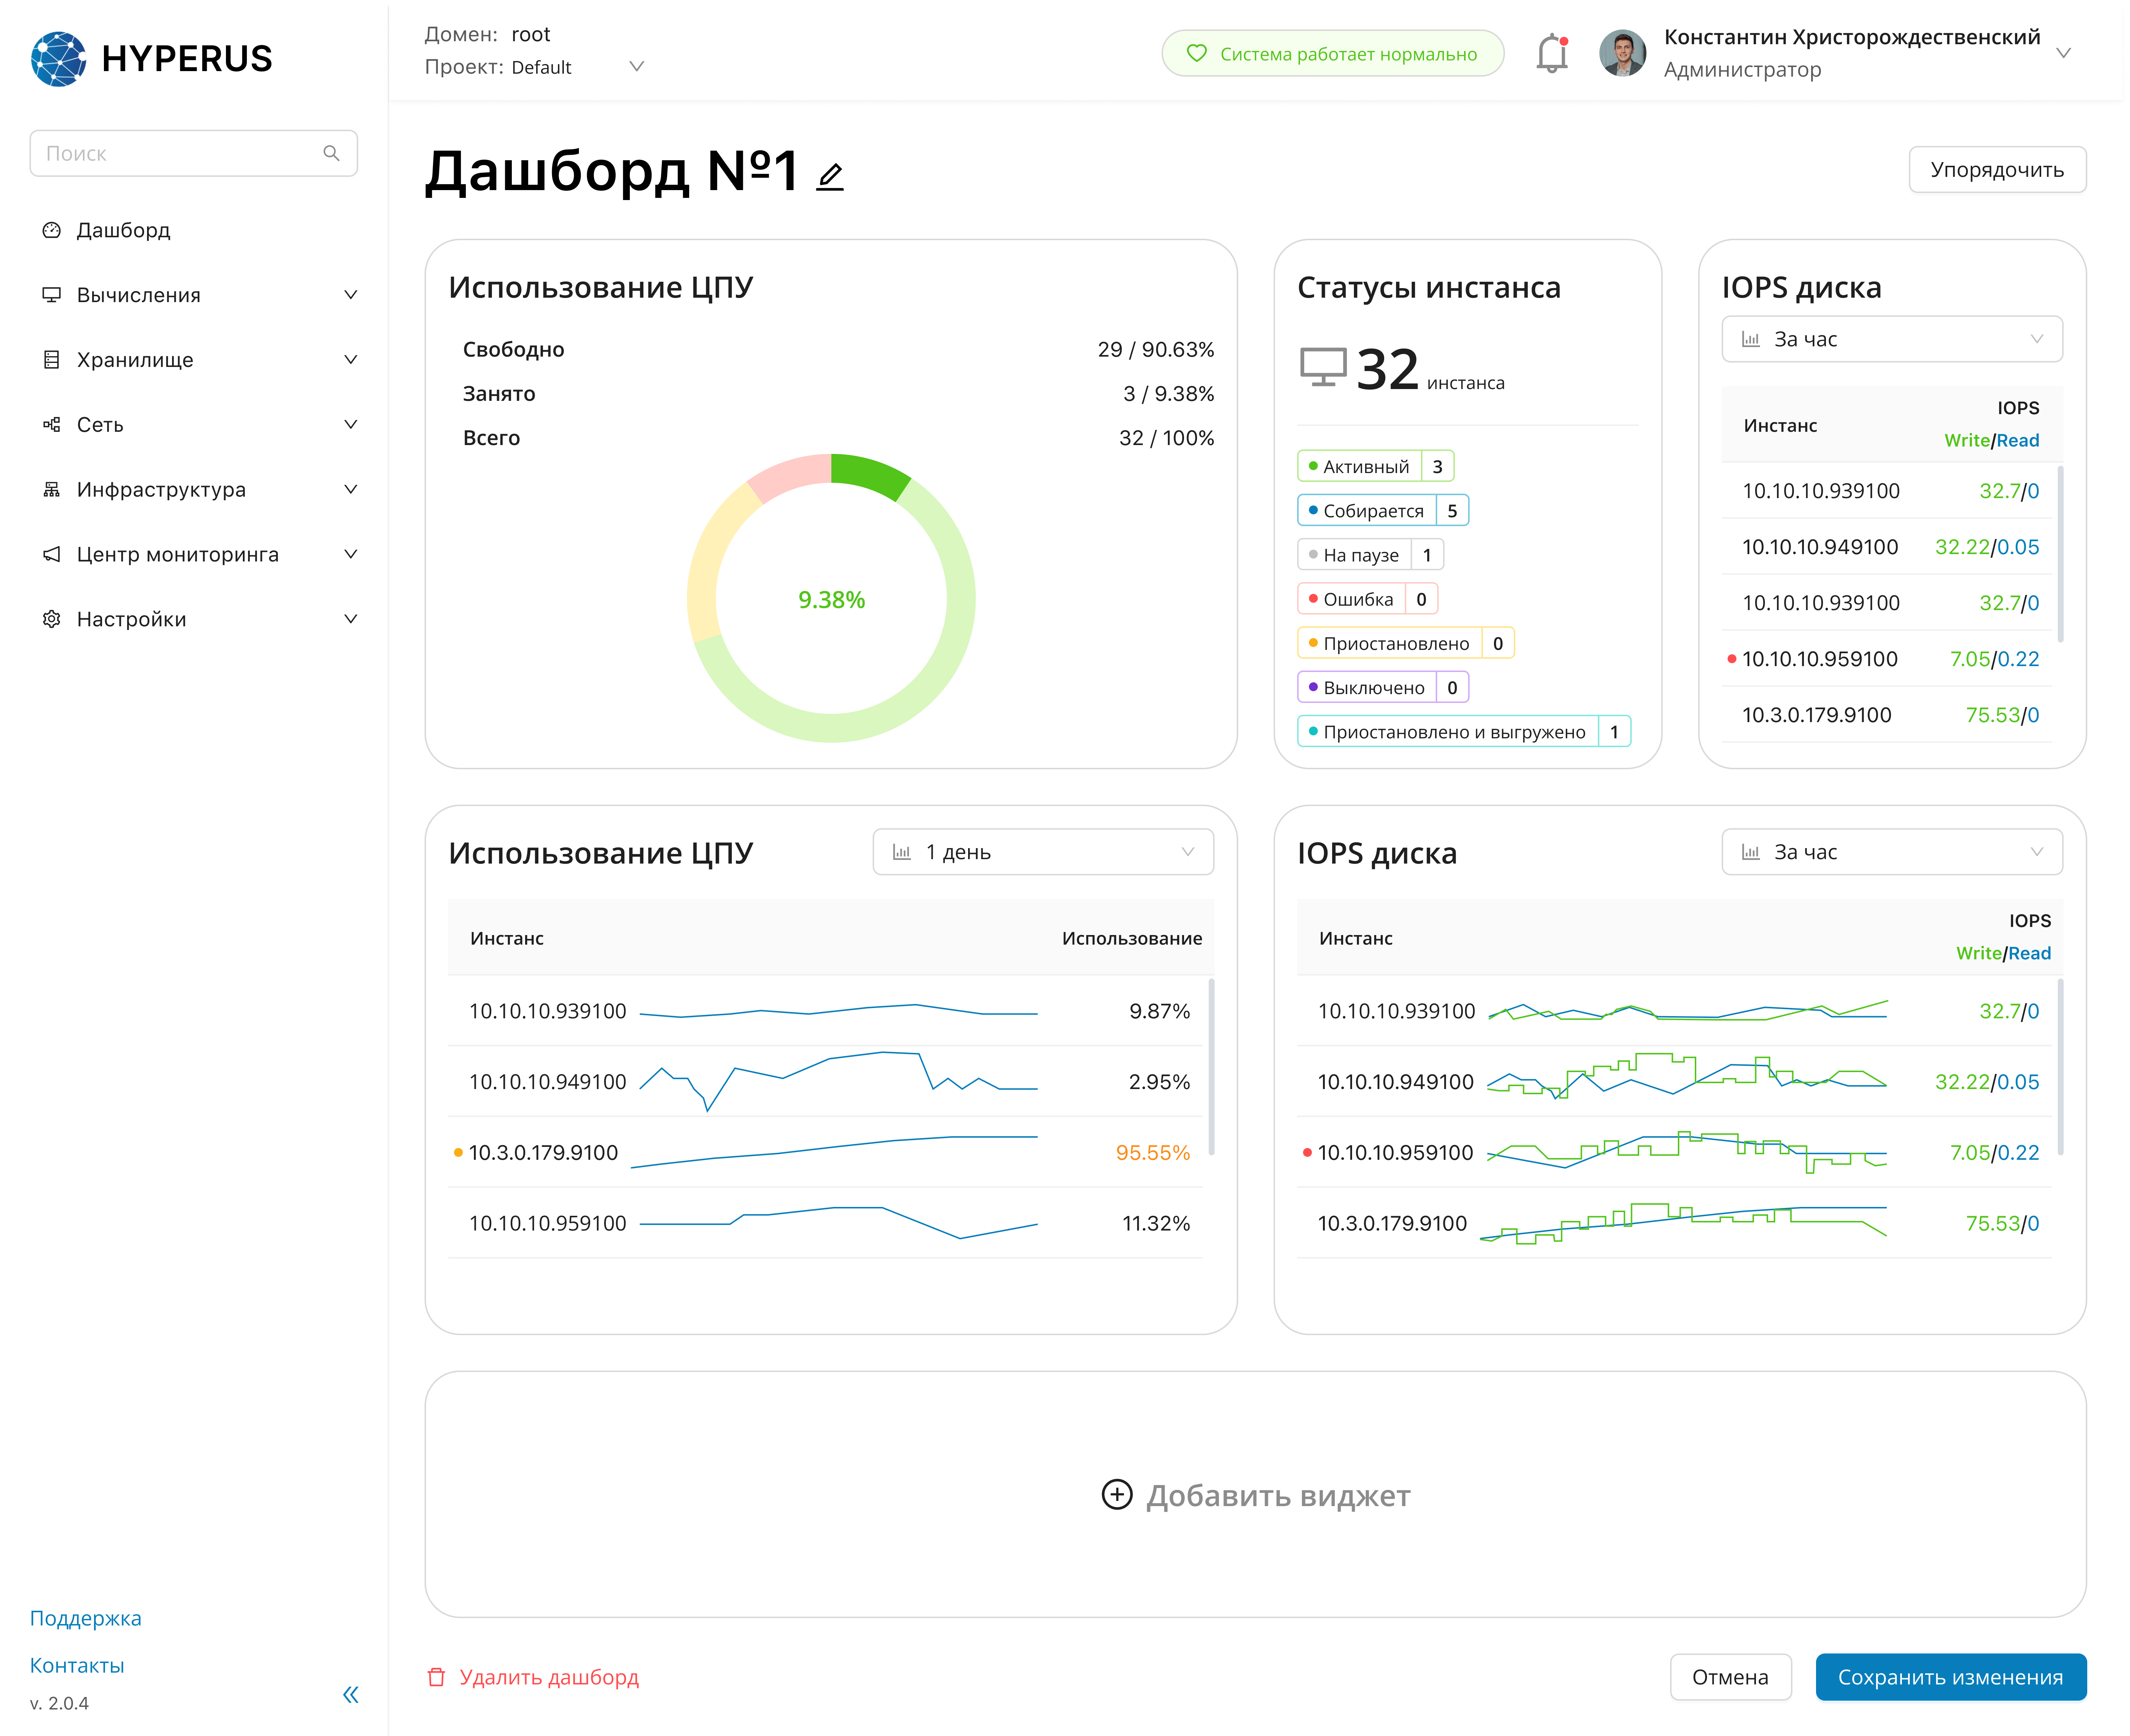 HYPERUS
Поиск
Дашборд
Вычисления
Хранилище
Сеть
Инфраструктура
Центр мониторинга
Настройки
Поддержка
Контакты
v. 2.0.4
Домен: root
Проект: Default
Система работает нормально
Константин Христорождественский
Администратор
Дашборд №1
Упорядочить
Использование ЦПУ
Свободно 29 / 90.63%
Занято 3 / 9.38%
Всего 32 / 100%
9.38%
Статусы инстанса
32 инстанса
Активный 3
Собирается 5
На паузе 1
Ошибка 0
Приостановлено 0
Выключено 0
Приостановлено и выгружено 1
IOPS диска
За час
Инстанс IOPS
Write/Read
10.10.10.939100 32.7/0
10.10.10.949100 32.22/0.05
10.10.10.939100 32.7/0
10.10.10.959100 7.05/0.22
10.3.0.179.9100 75.53/0
Использование ЦПУ
1 день
Инстанс Использование
10.10.10.939100 9.87%
10.10.10.949100 2.95%
10.3.0.179.9100 95.55%
10.10.10.959100 11.32%
IOPS диска
За час
Инстанс IOPS
Write/Read
10.10.10.939100 32.7/0
10.10.10.949100 32.22/0.05
10.10.10.959100 7.05/0.22
10.3.0.179.9100 75.53/0
Добавить виджет
Удалить дашборд
Отмена
Сохранить изменения